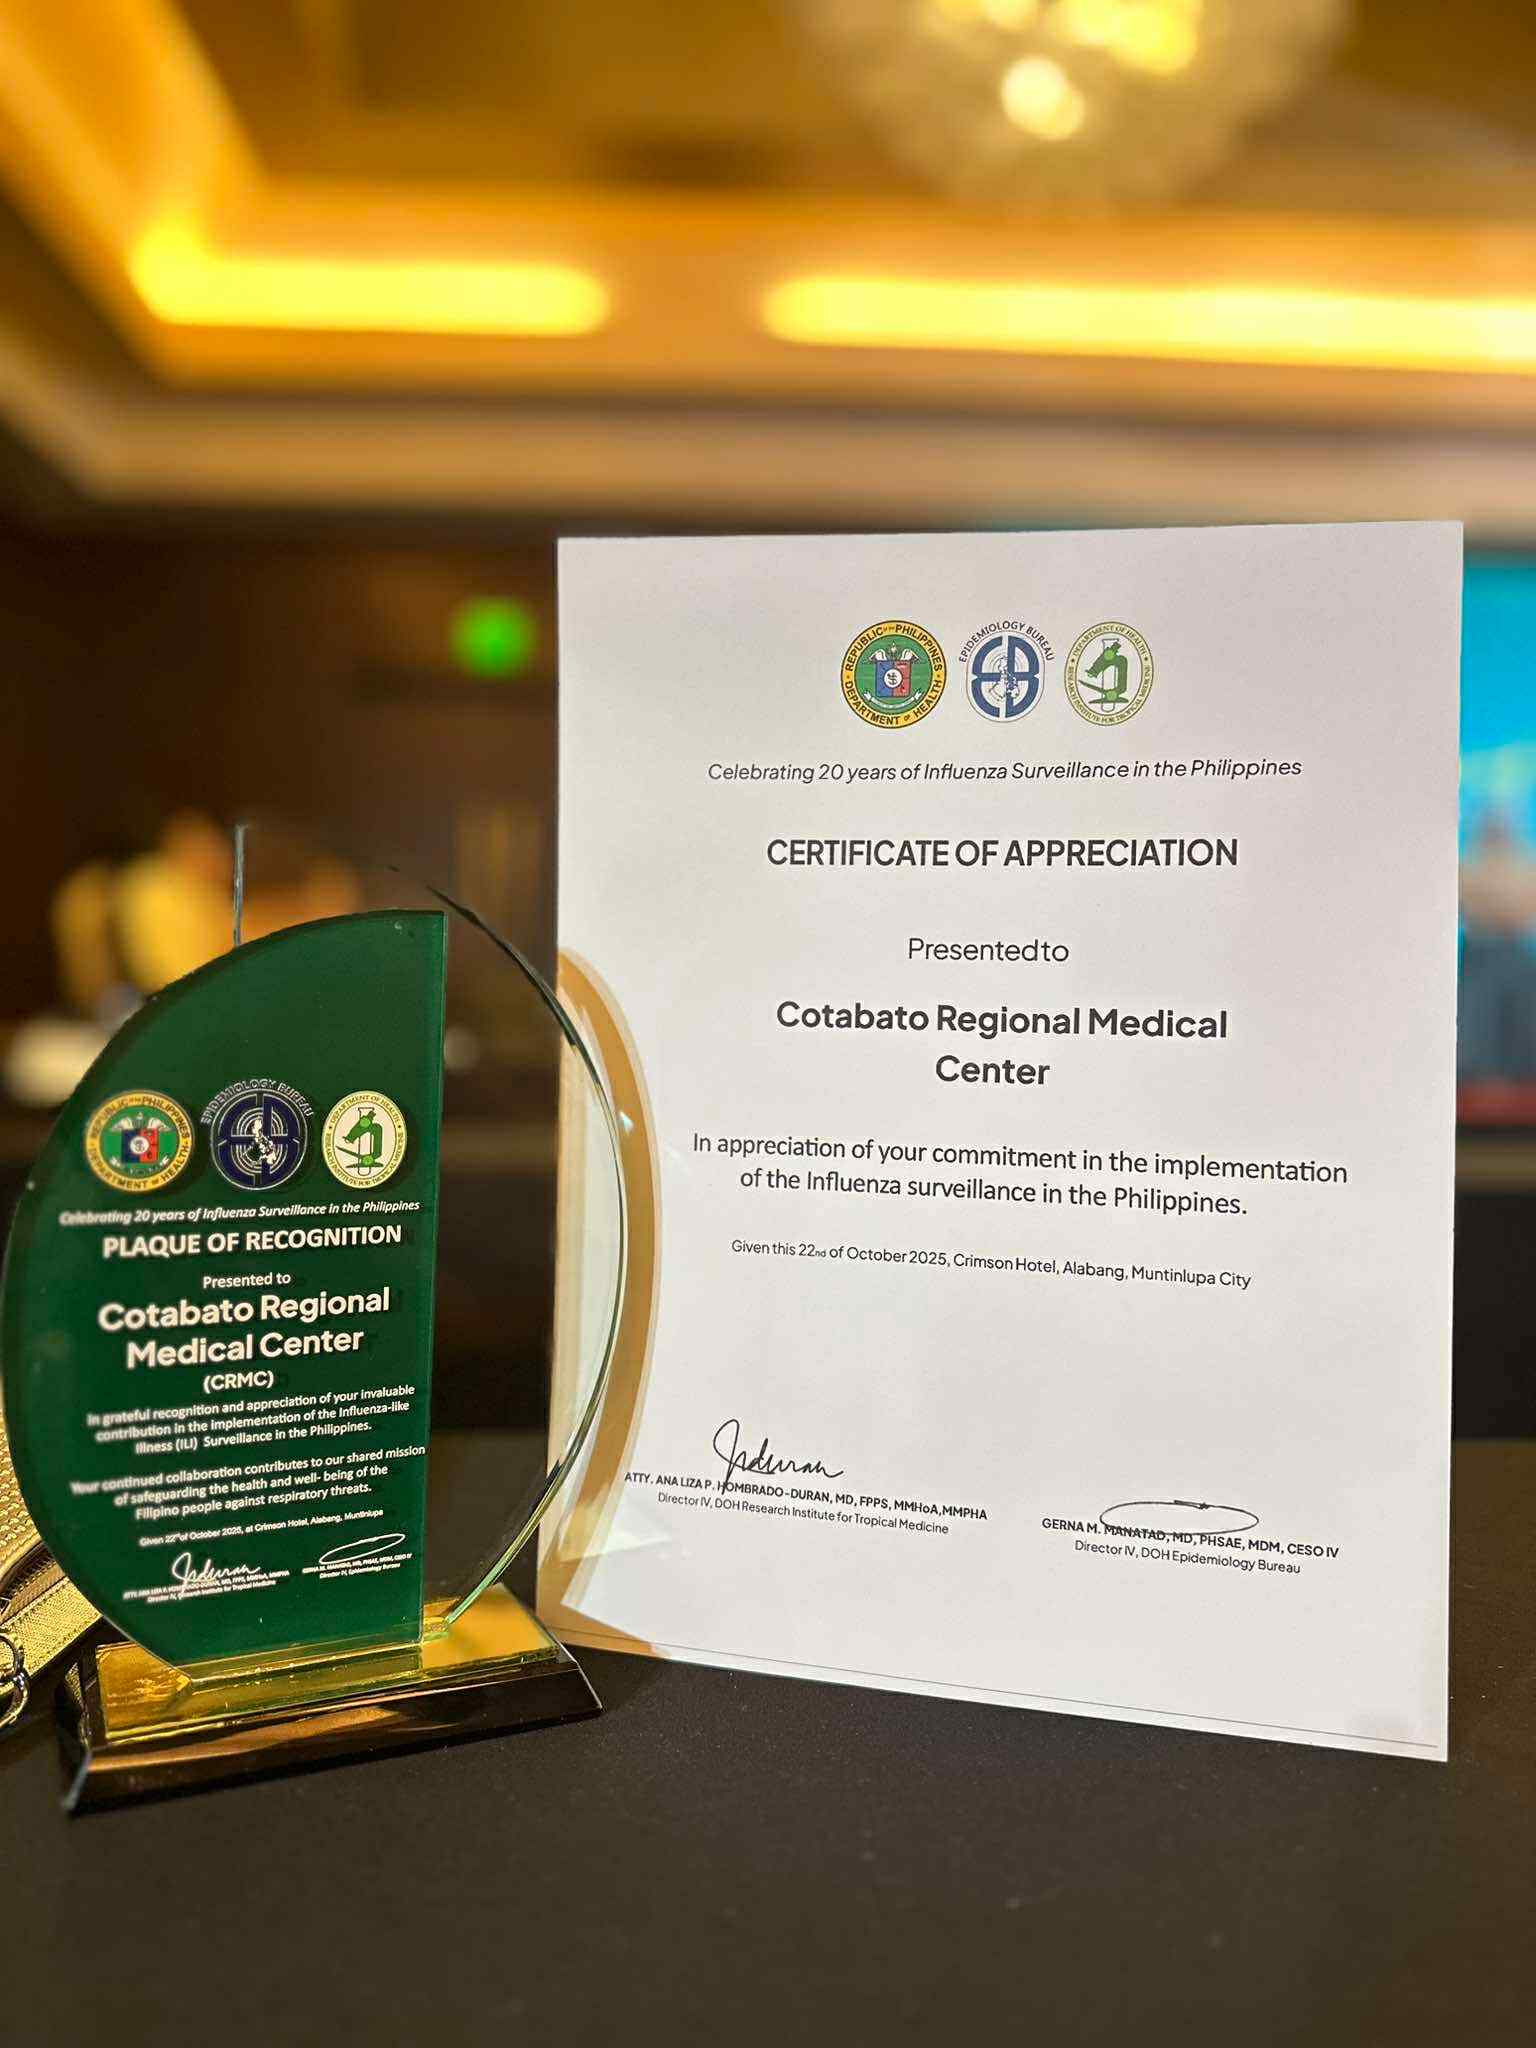 REPUBLIC OF THE PHILIPPINES
DEPARTMENT OF HEALTH
EPIDEMIOLOGY BUREAU
DEPARTMENT OF HEALTH
RESEARCH INSTITUTE FOR TROPICAL MEDICINE
Celebrating 20 years of Influenza Surveillance in the Philippines
PLAQUE OF RECOGNITION
Presented to
Cotabato Regional
Medical Center
(CRMC)
In grateful recognition and appreciation of your invaluable
contribution in the implementation of the Influenza-like
Illness (ILI) Surveillance in the Philippines.
Your continued collaboration contributes to our shared mission
of safeguarding the health and well- being of the
Filipino people against respiratory threats.
Given 22nd of October 2025, at Crimson Hotel, Alabang, Muntinlupa
ATTY. ANA LIZA P. HOMBRADO-DURAN, MD, FPPS, MMHoA, MMPHA
Director IV, Research Institute for Tropical Medicine
GERNA M. MANATAD, MD, PHSAE, MDM, CESO IV
Director IV, Epidemiology Bureau
REPUBLIC OF THE PHILIPPINES
DEPARTMENT OF HEALTH
EPIDEMIOLOGY BUREAU
DEPARTMENT OF HEALTH
RESEARCH INSTITUTE FOR TROPICAL MEDICINE
Celebrating 20 years of Influenza Surveillance in the Philippines
CERTIFICATE OF APPRECIATION
Presented to
Cotabato Regional Medical
Center
In appreciation of your commitment in the implementation
of the Influenza surveillance in the Philippines.
Given this 22nd of October 2025, Crimson Hotel, Alabang, Muntinlupa City
ATTY. ANA LIZA P. HOMBRADO-DURAN, MD, FPPS, MMHoA,MMPHA
Director IV, DOH Research Institute for Tropical Medicine
GERNA M. MANATAD, MD, PHSAE, MDM, CESO IV
Director IV, DOH Epidemiology Bureau